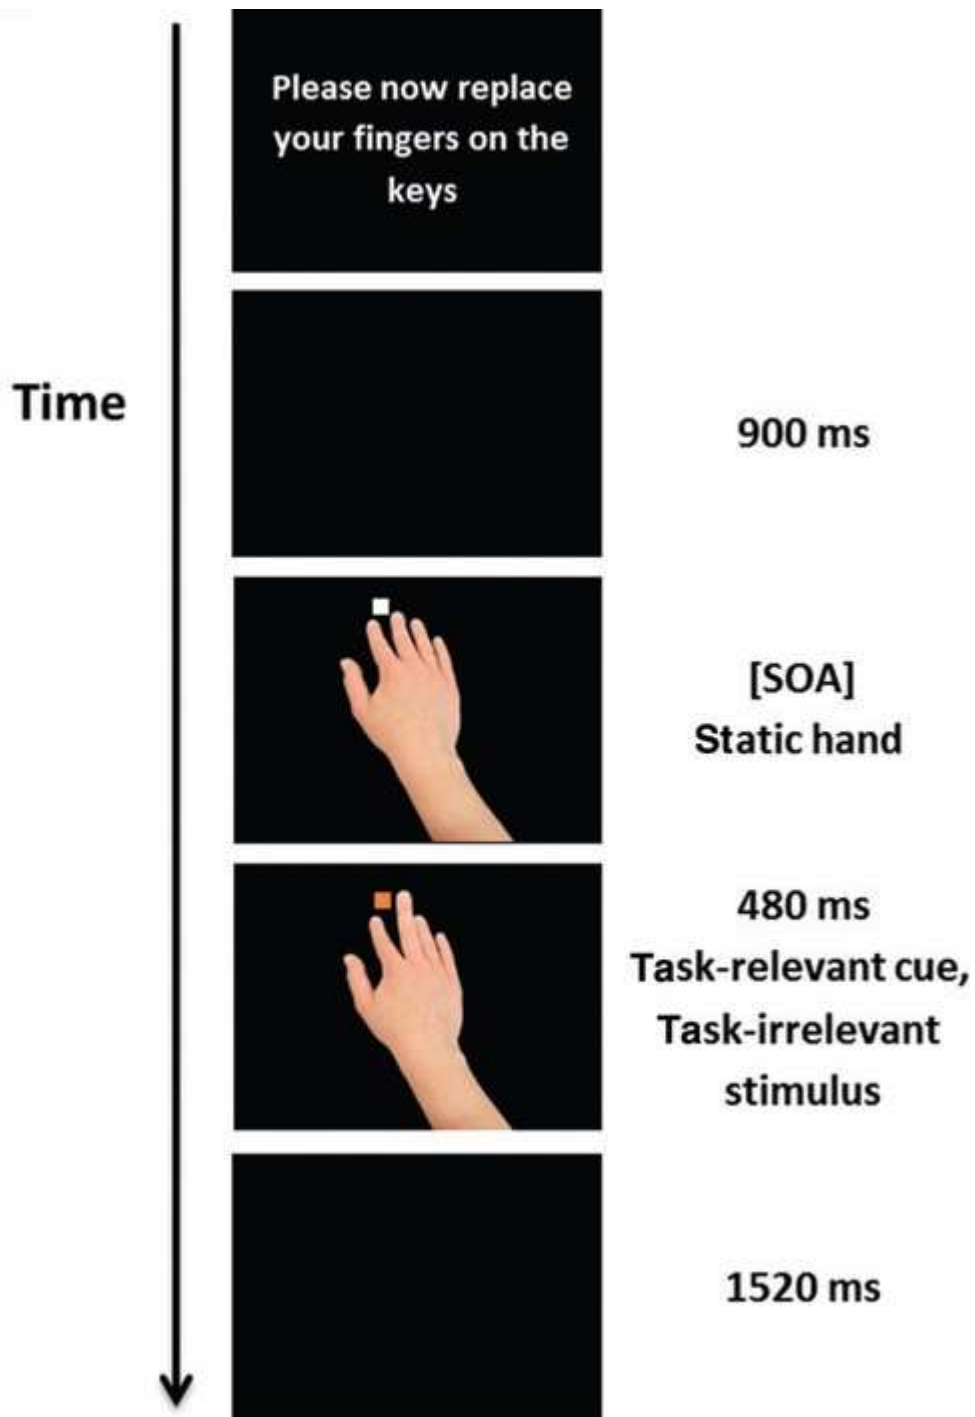 Please now replace
your fingers on the
keys
Time
900 ms
[SOA]
Static hand
480 ms
Task-relevant cue,
Task-irrelevant
stimulus
1520 ms